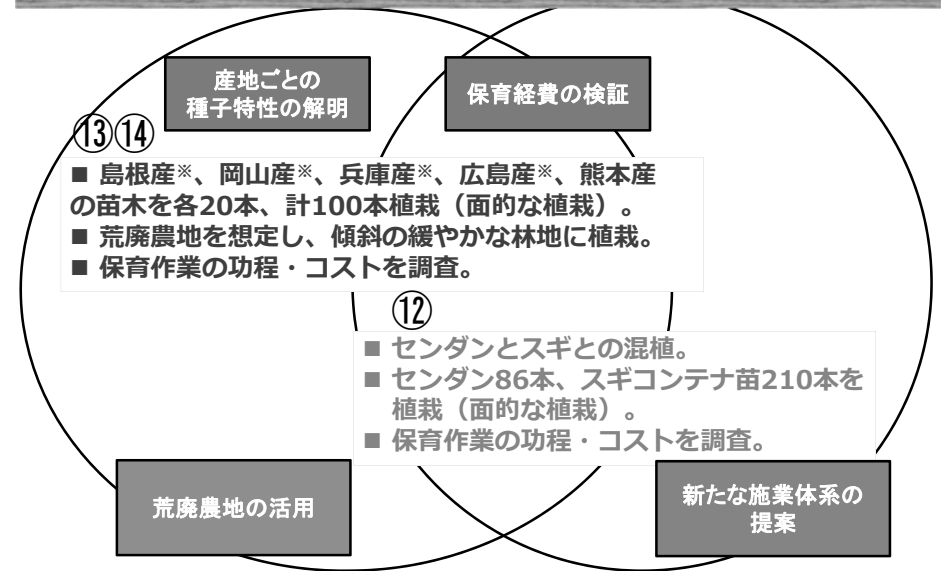 産地ごとの
種子特性の解明
保育経費の検証
⑬⑭
■ 島根産※、岡山産※、兵庫産※、広島産※、熊本産
の苗木を各20本、計100本植栽（面的な植栽）。
■ 荒廃農地を想定し、傾斜の緩やかな林地に植栽。
■ 保育作業の功程・コストを調査。
⑫
■ センダンとスギとの混植。
■ センダン86本、スギコンテナ苗210本を
植栽（面的な植栽）。
■ 保育作業の功程・コストを調査。
荒廃農地の活用
新たな施業体系の
提案